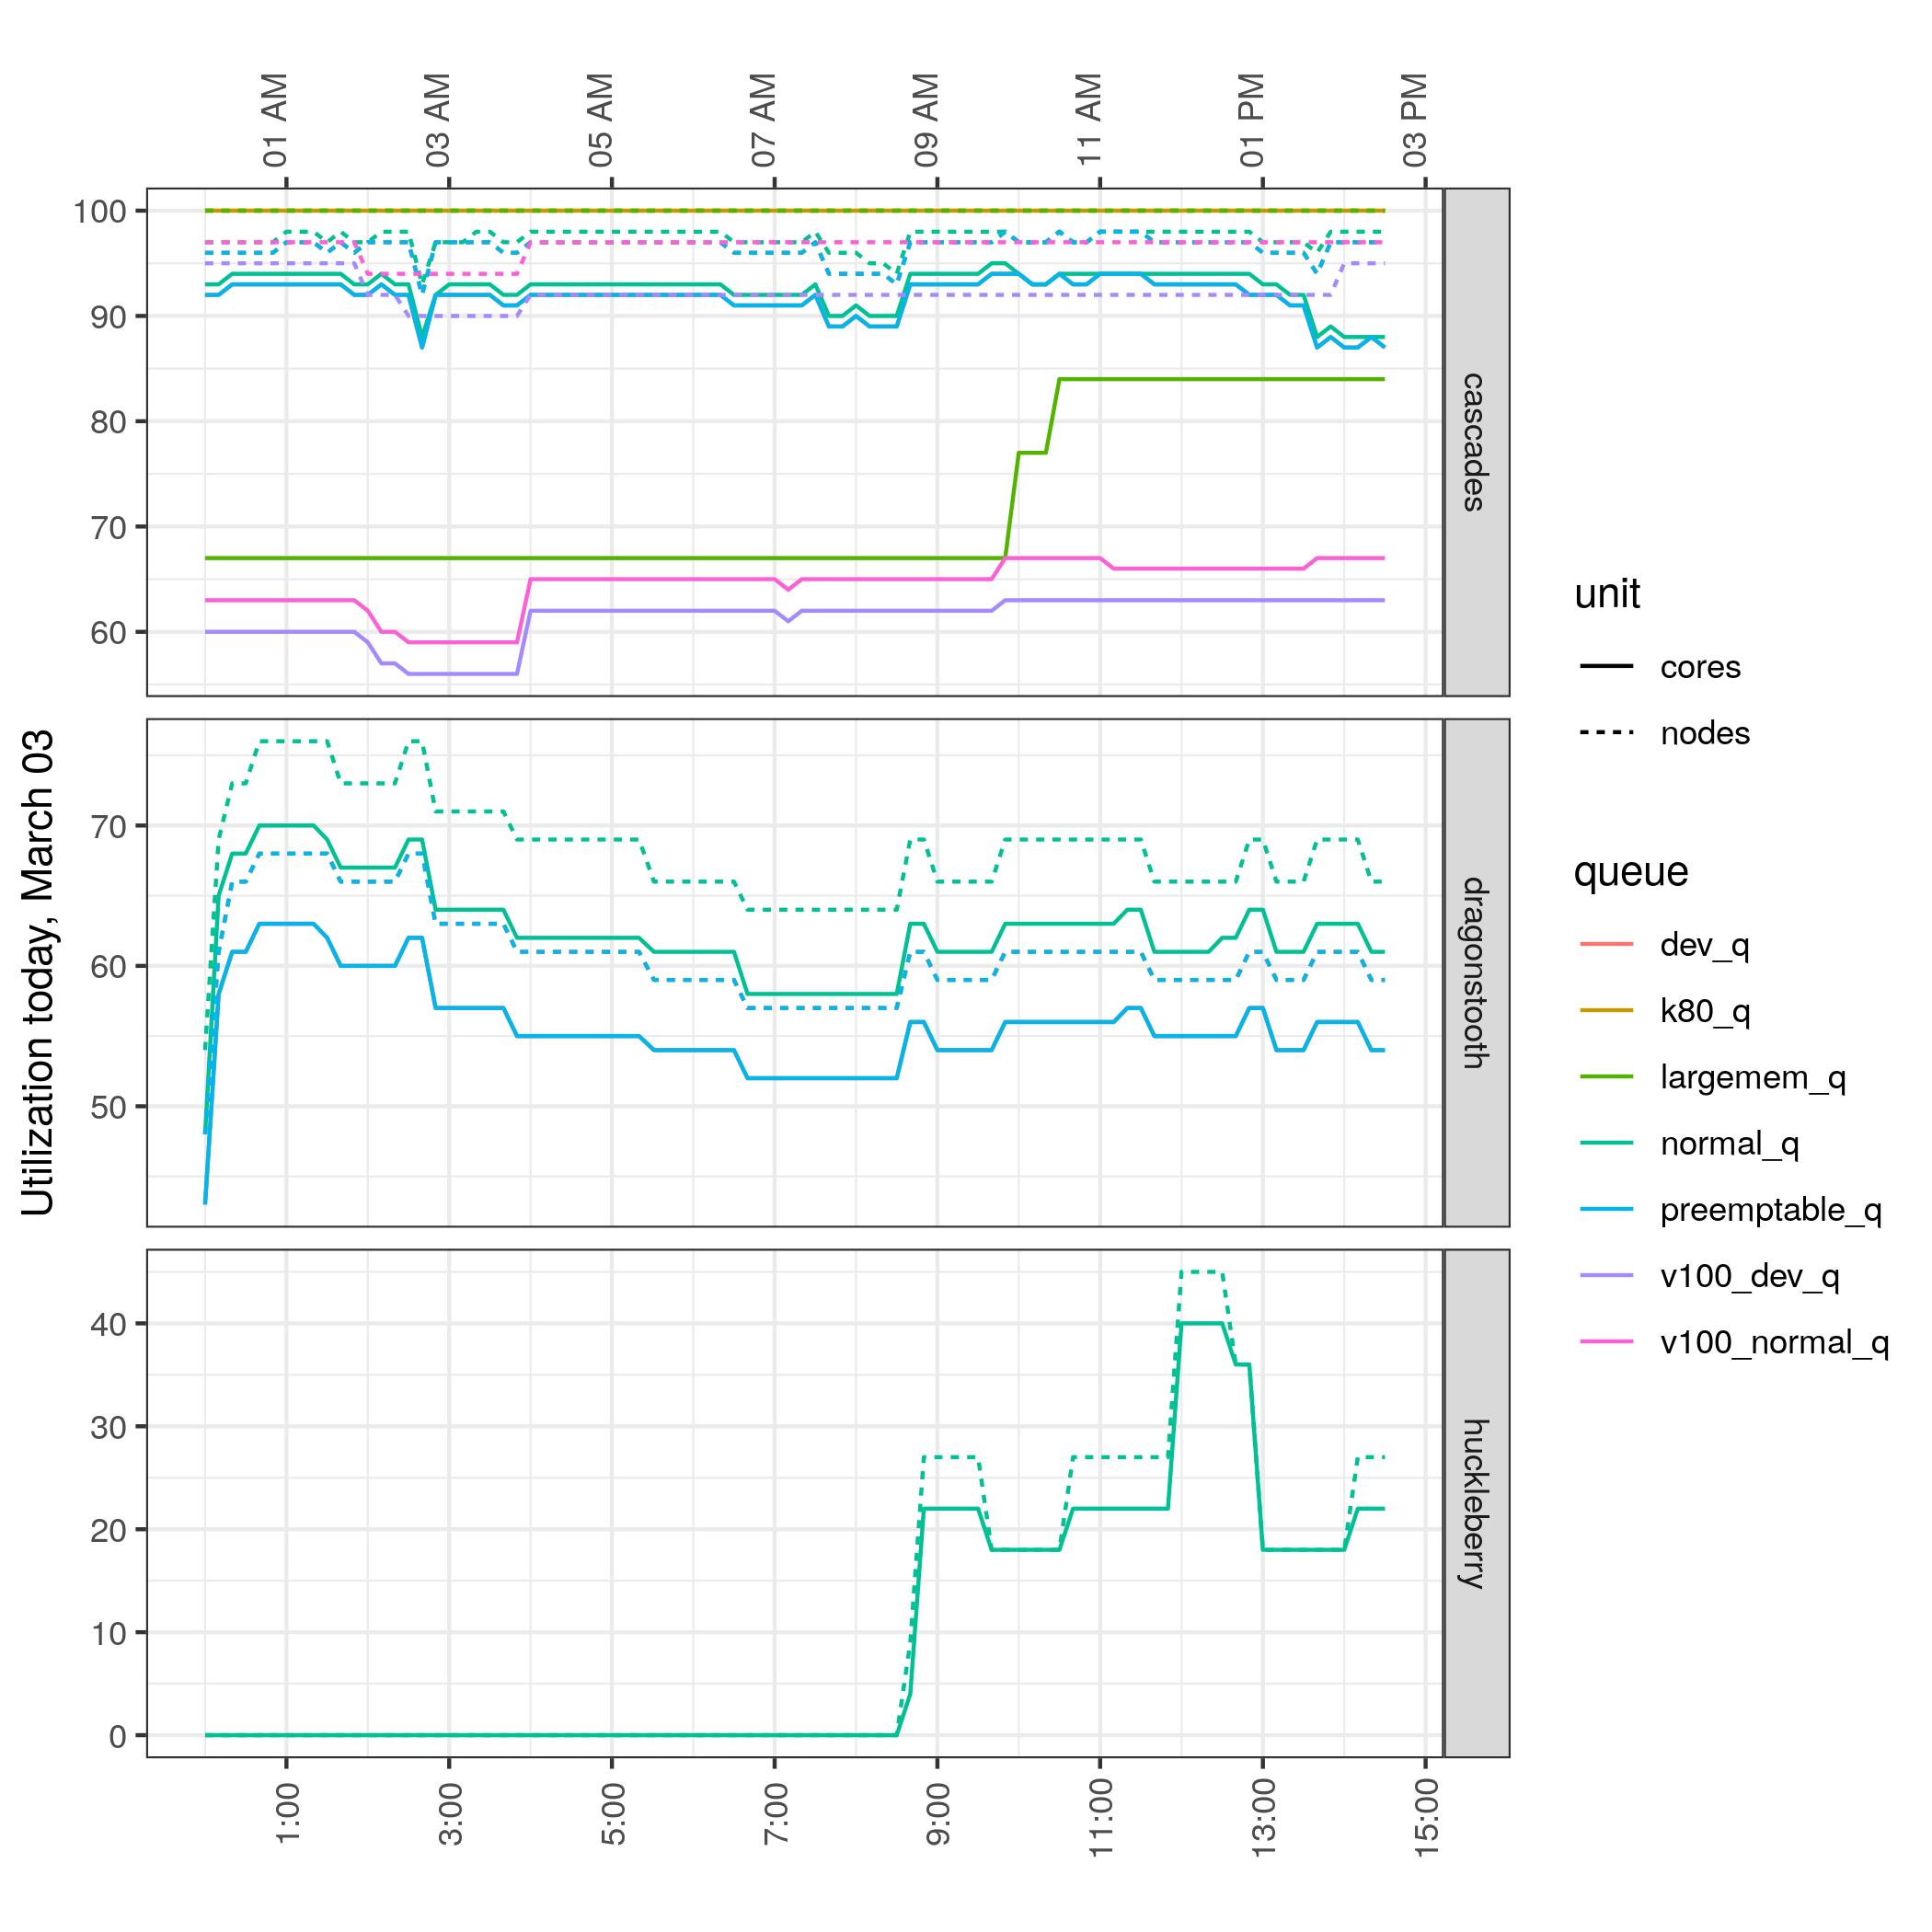 01 AM
03 AM
05 AM
07 AM
09 AM
11 AM
01 PM
03 PM
Utilization today, March 03
100
90
80
70
60
cascades
70
60
50
dragonstooth
40
30
20
10
0
huckleberry
1:00
3:00
5:00
7:00
9:00
11:00
13:00
15:00
unit
cores
nodes
queue
dev_q
k80_q
largemem_q
normal_q
preemptable_q
v100_dev_q
v100_normal_q